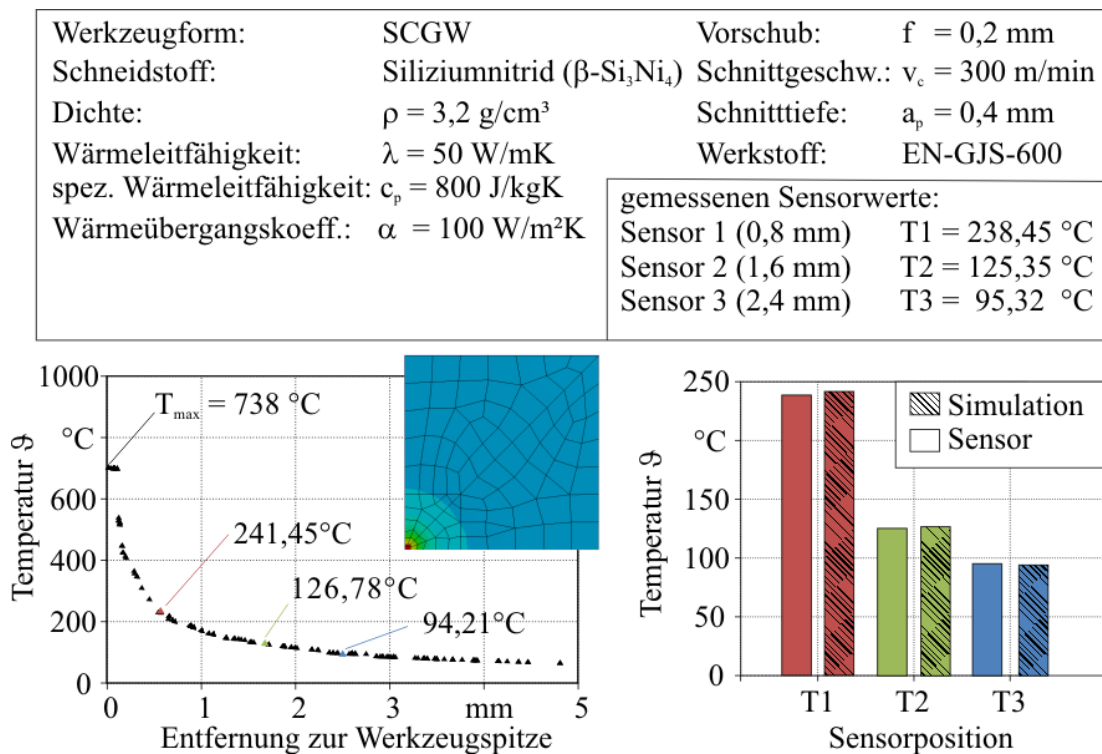 Werkzeugform: SCGW Vorschub: f = 0,2 mm
Schneidstoff: Siliziumnitrid (β-Si₃Ni₄) Schnittgeschw.: v_c = 300 m/min
Dichte: ρ = 3,2 g/cm³ Schnitttiefe: a_p = 0,4 mm
Wärmeleitfähigkeit: λ = 50 W/mK Werkstoff: EN-GJS-600
spez. Wärmeleitfähigkeit: c_p = 800 J/kgK
Wärmeübergangskoeff.: α = 100 W/m²K
gemessenen Sensorwerte:
Sensor 1 (0,8 mm) T1 = 238,45 °C
Sensor 2 (1,6 mm) T2 = 125,35 °C
Sensor 3 (2,4 mm) T3 = 95,32 °C
Temperatur ϑ
1000
°C
600
400
200
0
T_max = 738 °C
241,45°C
126,78°C
94,21°C
0 1 2 3 mm 5
Entfernung zur Werkzeugspitze
Temperatur ϑ
250
°C
150
100
50
0
Simulation
Sensor
T1 T2 T3
Sensorposition